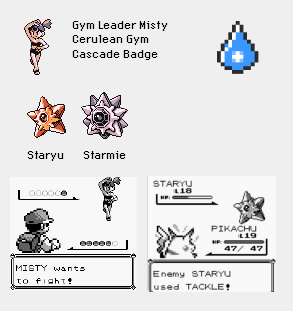 Gym Leader Misty
Cerulean Gym
Cascade Badge
Staryu
Starmie
MISTY wants
to fight!
STARYU
:L18
HP:
PIKACHU
:L19
HP:
47/ 47
Enemy STARYU
used TACKLE!